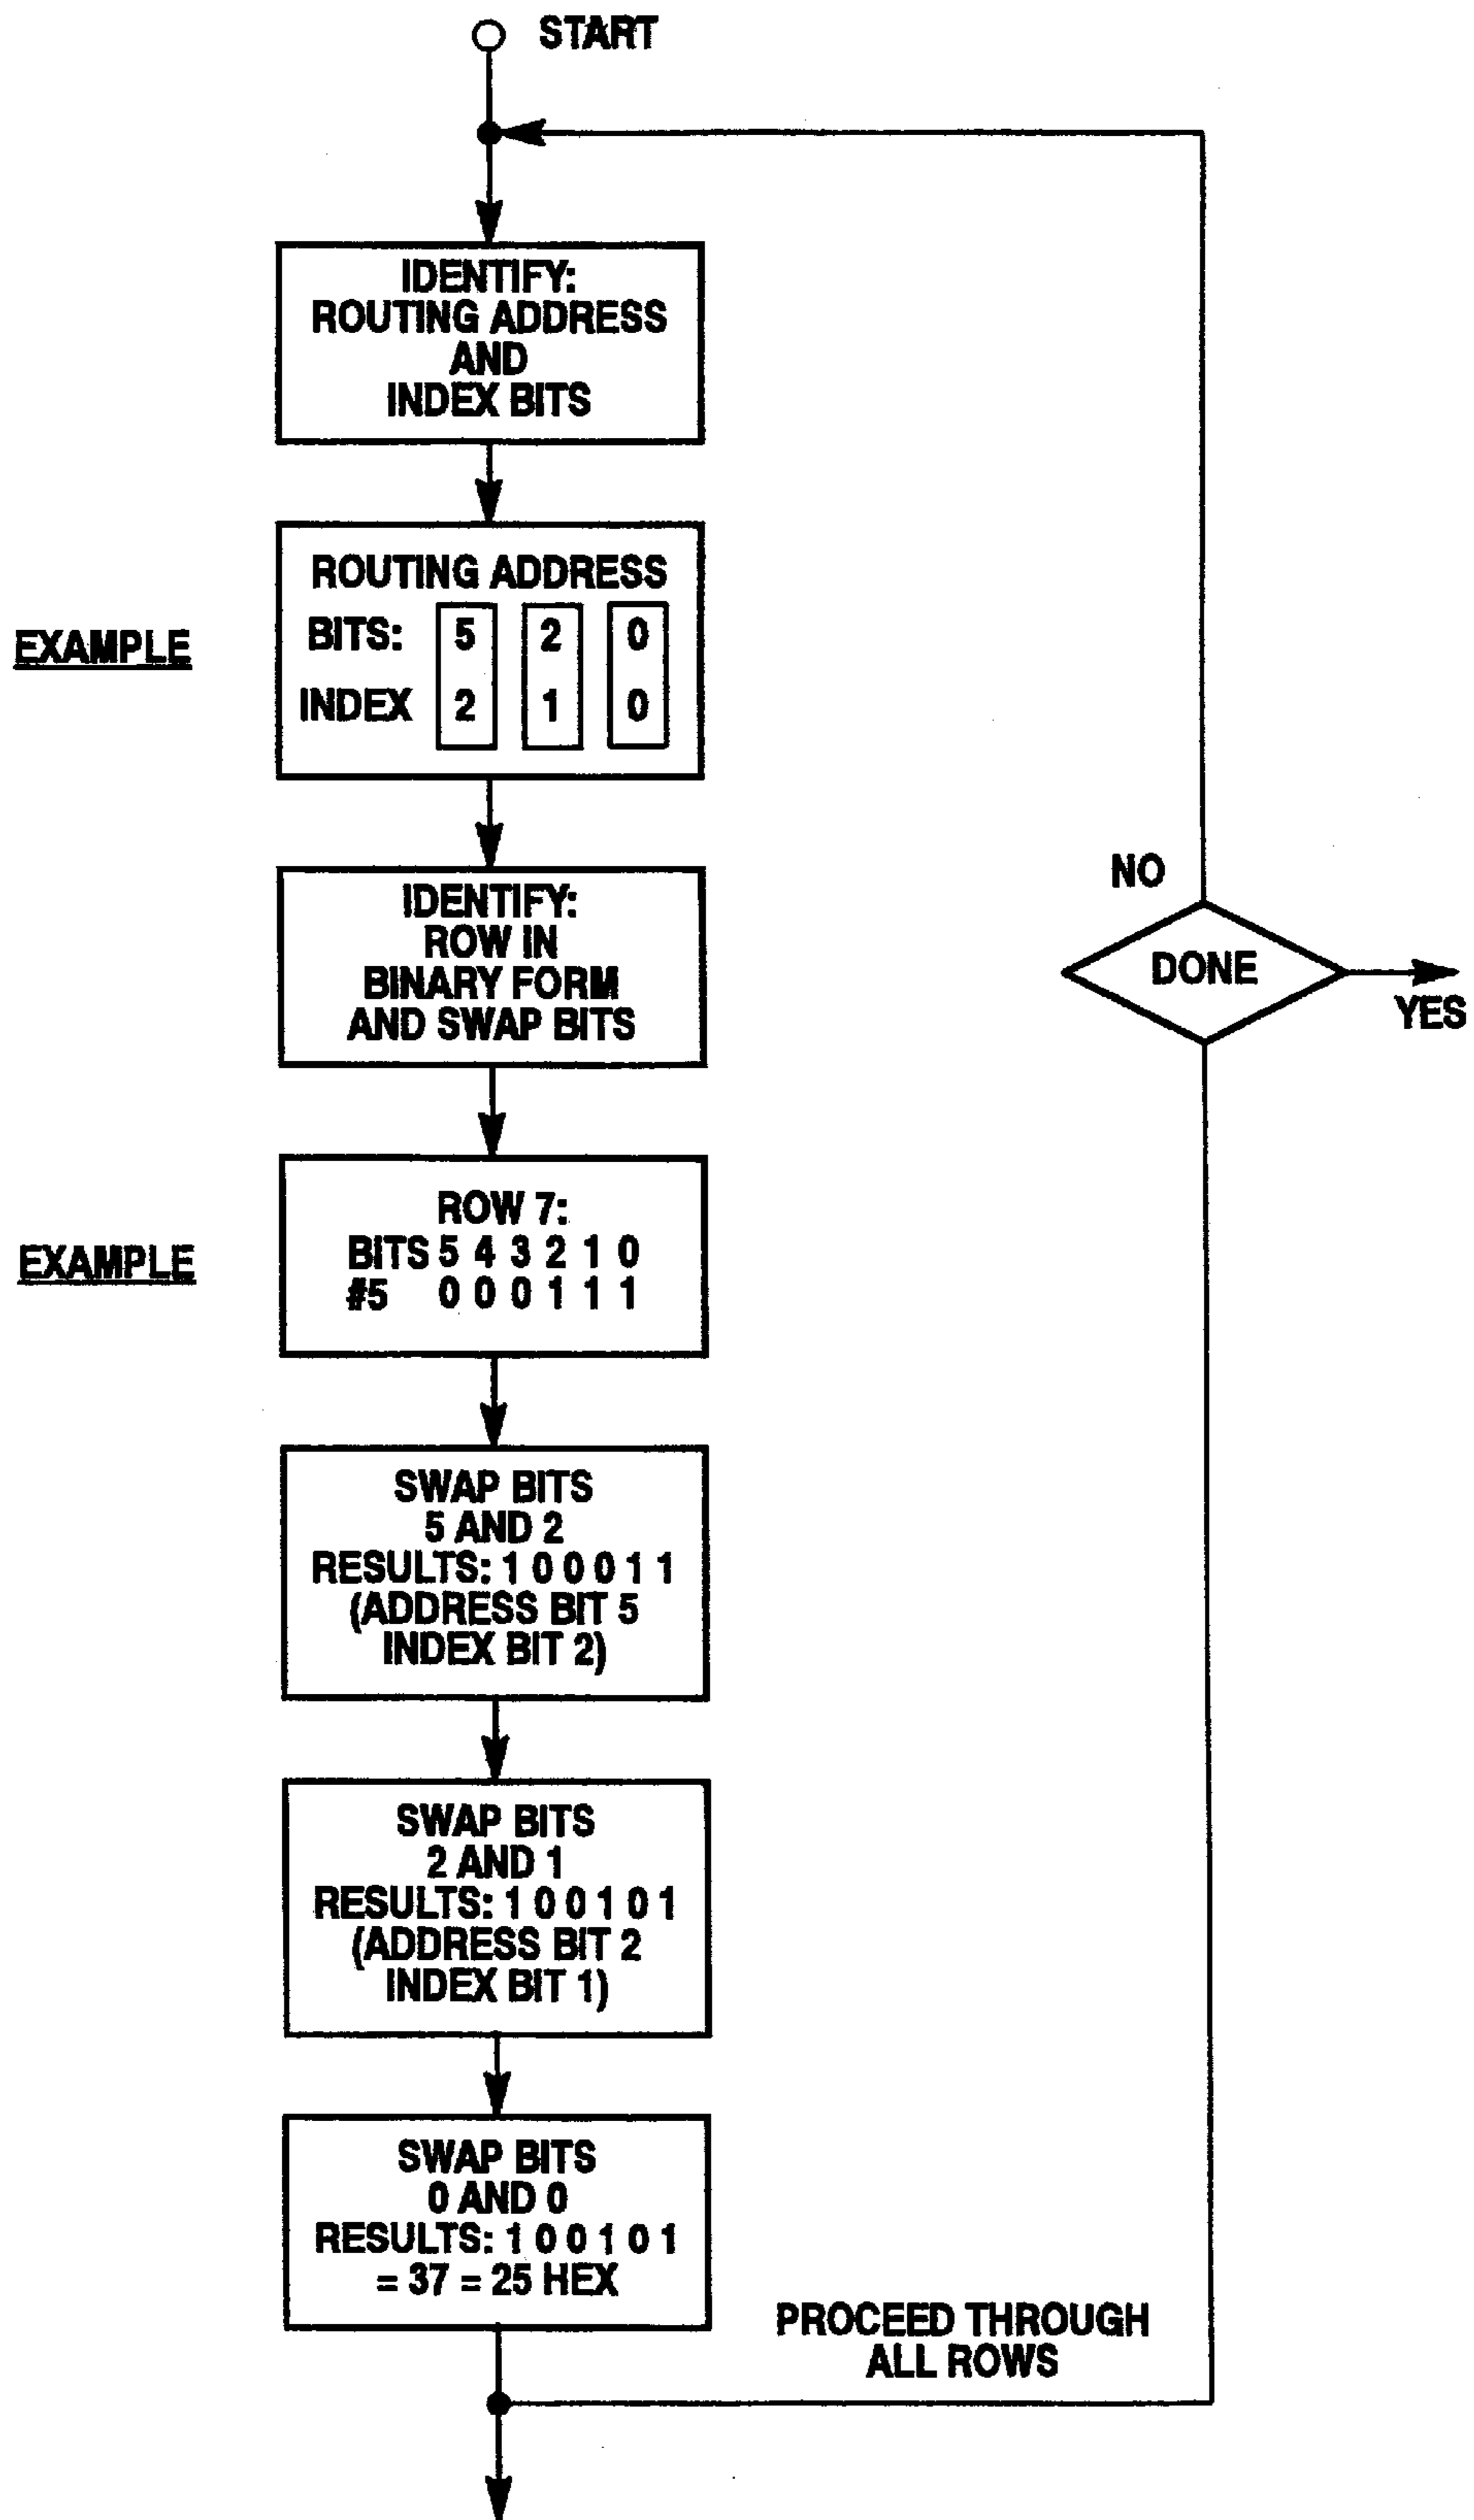 START
IDENTIFY:
ROUTING ADDRESS
AND
INDEX BITS
EXAMPLE
ROUTING ADDRESS
BITS: 5 2 0
INDEX 2 1 0
IDENTIFY:
ROW IN
BINARY FORM
AND SWAP BITS
NO
DONE
YES
EXAMPLE
ROW 7:
BITS 5 4 3 2 1 0
#5 0 0 0 1 1 1
SWAP BITS
5 AND 2
RESULTS: 1 0 0 0 1 1
(ADDRESS BIT 5
INDEX BIT 2)
SWAP BITS
2 AND 1
RESULTS: 1 0 0 1 0 1
(ADDRESS BIT 2
INDEX BIT 1)
SWAP BITS
0 AND 0
RESULTS: 1 0 0 1 0 1
= 37 = 25 HEX
PROCEED THROUGH
ALL ROWS